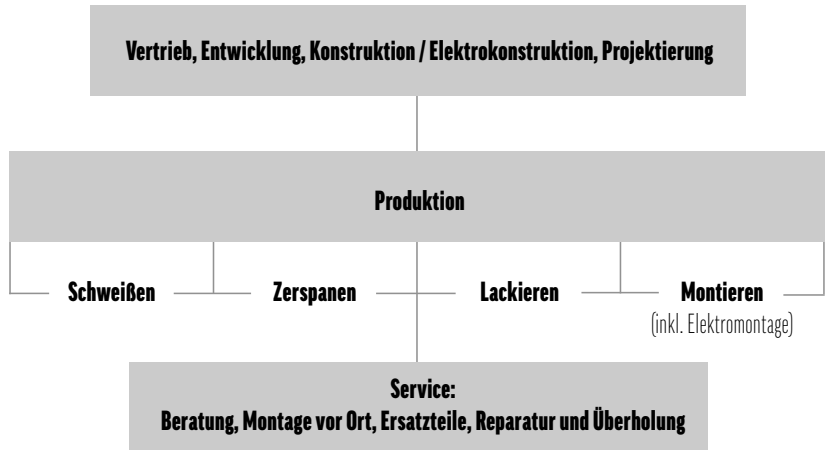 Vertrieb, Entwicklung, Konstruktion / Elektrokonstruktion, Projektierung
Produktion
Schweißen
Zerspanen
Lackieren
Montieren
(inkl. Elektromontage)
Service:
Beratung, Montage vor Ort, Ersatzteile, Reparatur und Überholung